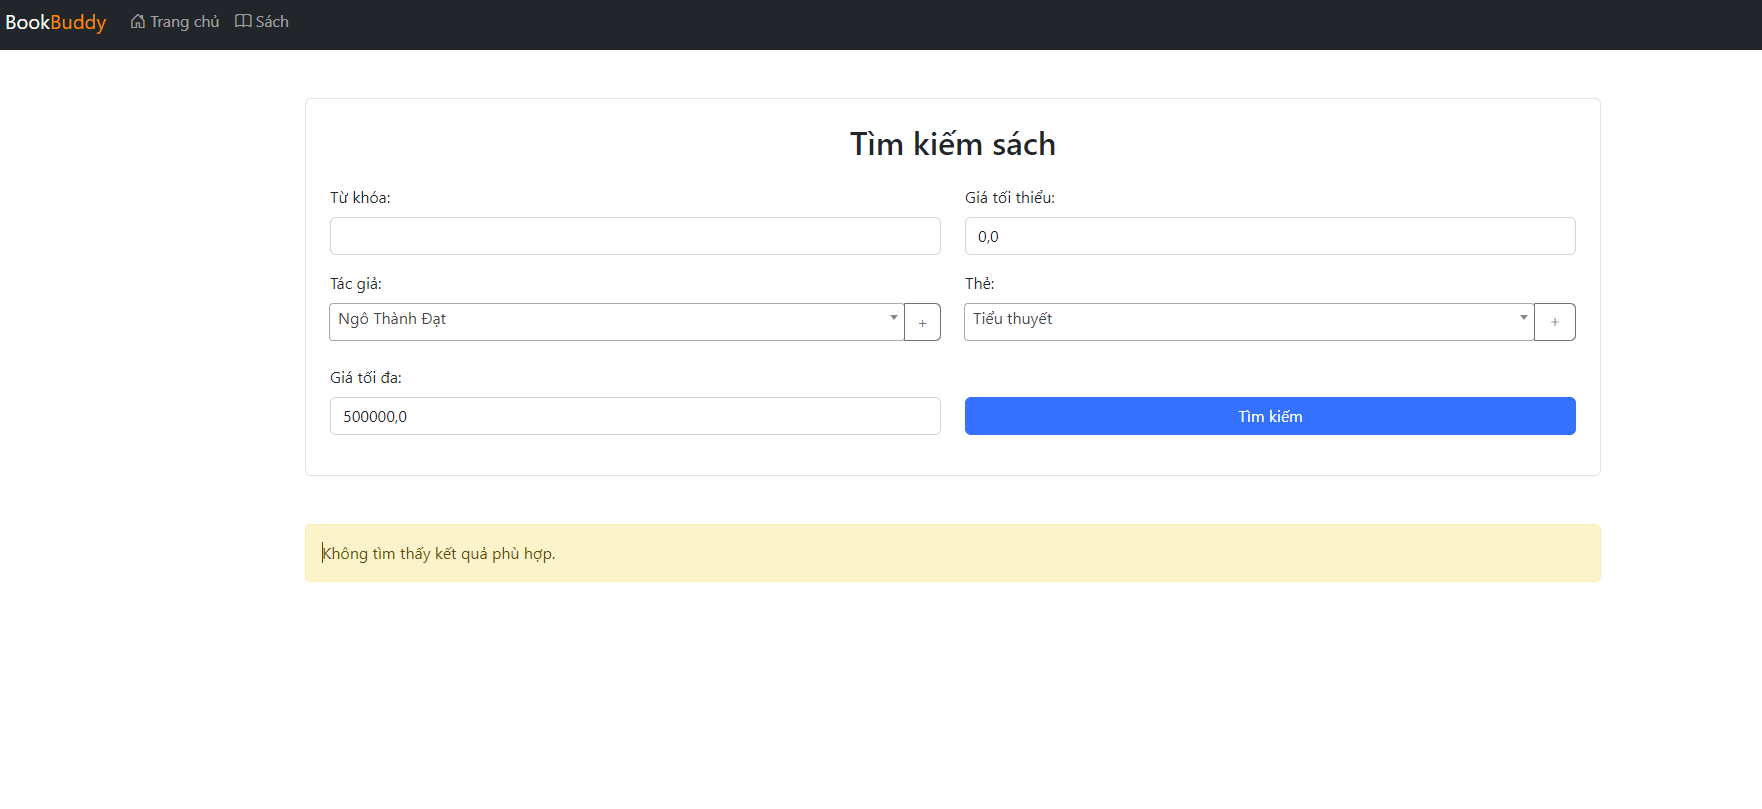 BookBuddy Trang chủ Sách
Tìm kiếm sách
Từ khóa:
Giá tối thiểu:
0,0
Tác giả:
Thẻ:
Ngô Thành Đạt +
Tiểu thuyết +
Giá tối đa:
500000,0
Tìm kiếm
Không tìm thấy kết quả phù hợp.